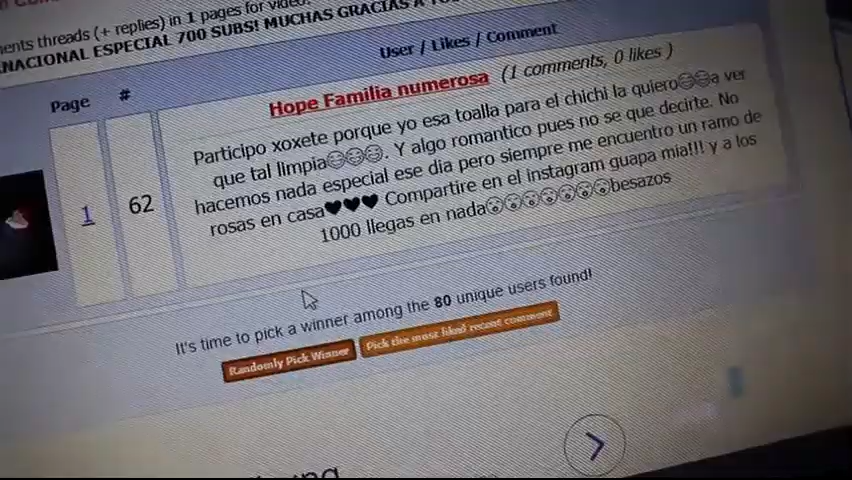 ents threads (+ replies) in 1 pages for video:
NACIONAL ESPECIAL 700 SUBS! MUCHAS GRACIAS A
Page # User / Likes / Comment
Hope Familia numerosa (1 comments, 0 likes )
1 62 Participo xoxete porque yo esa toalla para el chichi la quiero😂😂a ver
que tal limpia😂😂😂. Y algo romantico pues no se que decirte. No
hacemos nada especial ese dia pero siempre me encuentro un ramo de
rosas en casa♥♥♥ Compartire en el instagram guapa mia!!! y a los
1000 llegas en nada😘😘😘😘😘😘😘besazos
It's time to pick a winner among the 80 unique users found!
Randomly Pick Winner Pick the most liked recent comment